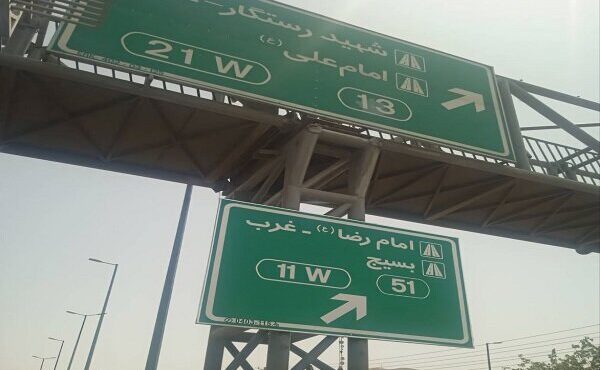 شهید رستگار -
امام علی (ع)
21 W
13
امام رضا (ع) - غرب
بسیج
11 W
51